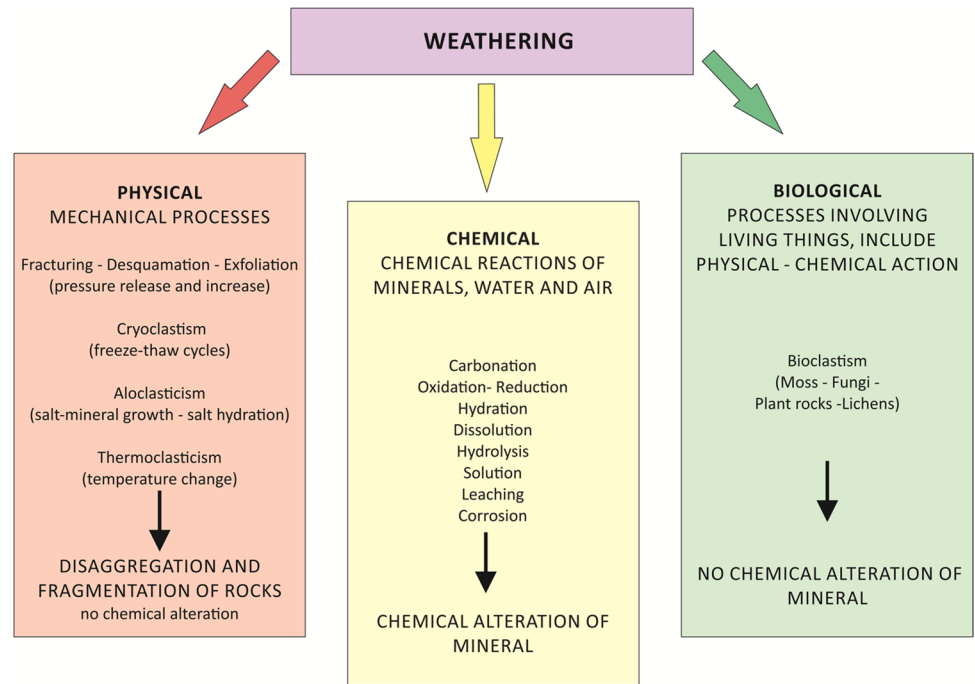 WEATHERING
PHYSICAL
MECHANICAL PROCESSES
Fracturing - Desquamation - Exfoliation
(pressure release and increase)
Cryoclastism
(freeze-thaw cycles)
Aloclasticism
(salt-mineral growth - salt hydration)
Thermoclasticism
(temperature change)
DISAGGREGATION AND
FRAGMENTATION OF ROCKS
no chemical alteration
CHEMICAL
CHEMICAL REACTIONS OF
MINERALS, WATER AND AIR
Carbonation
Oxidation- Reduction
Hydration
Dissolution
Hydrolysis
Solution
Leaching
Corrosion
CHEMICAL ALTERATION OF
MINERAL
BIOLOGICAL
PROCESSES INVOLVING
LIVING THINGS, INCLUDE
PHYSICAL - CHEMICAL ACTION
Bioclastism
(Moss - Fungi -
Plant rocks -Lichens)
NO CHEMICAL ALTERATION OF
MINERAL